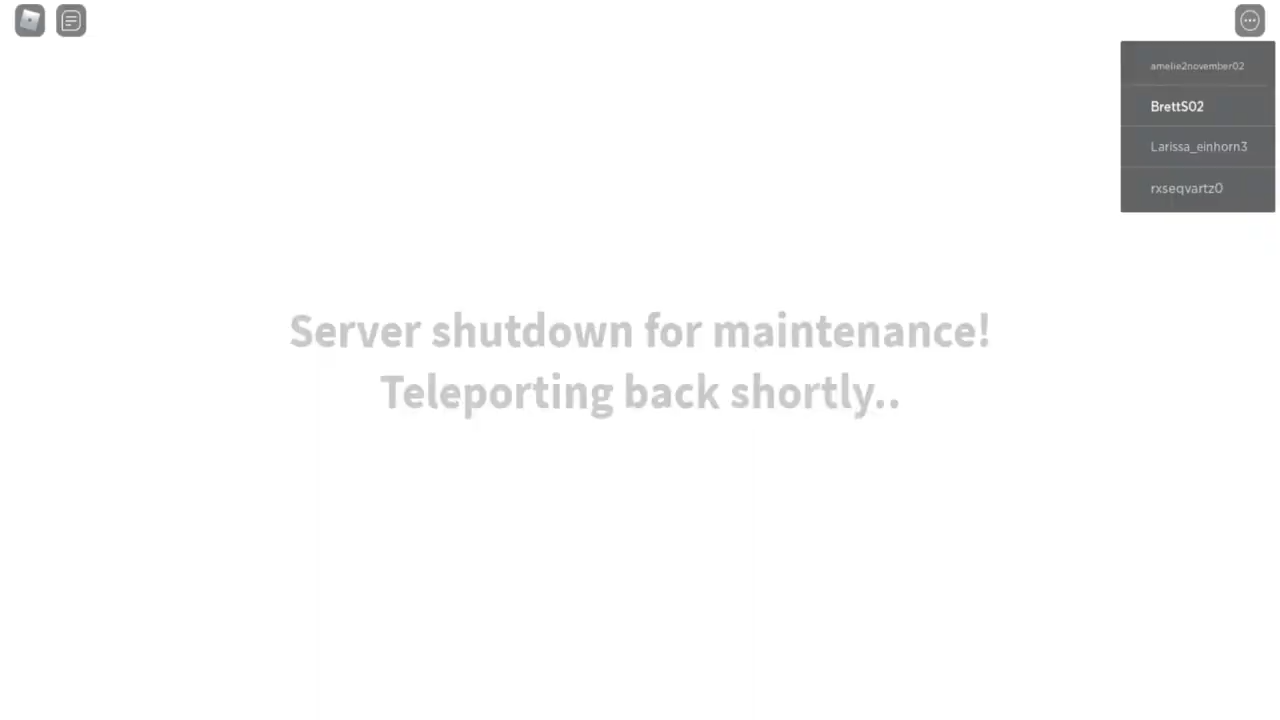 amelie2november02
BrettS02
Larissa_einhorn3
rxseqvartz0
Server shutdown for maintenance!
Teleporting back shortly..